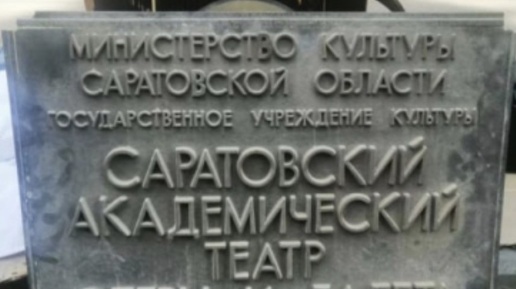 МИНИСТЕРСТВО КУЛЬТУРЫ
САРАТОВСКОЙ ОБЛАСТИ
ГОСУДАРСТВЕННОЕ УЧРЕЖДЕНИЕ КУЛЬТУРЫ
САРАТОВСКИЙ
АКАДЕМИЧЕСКИЙ
ТЕАТР